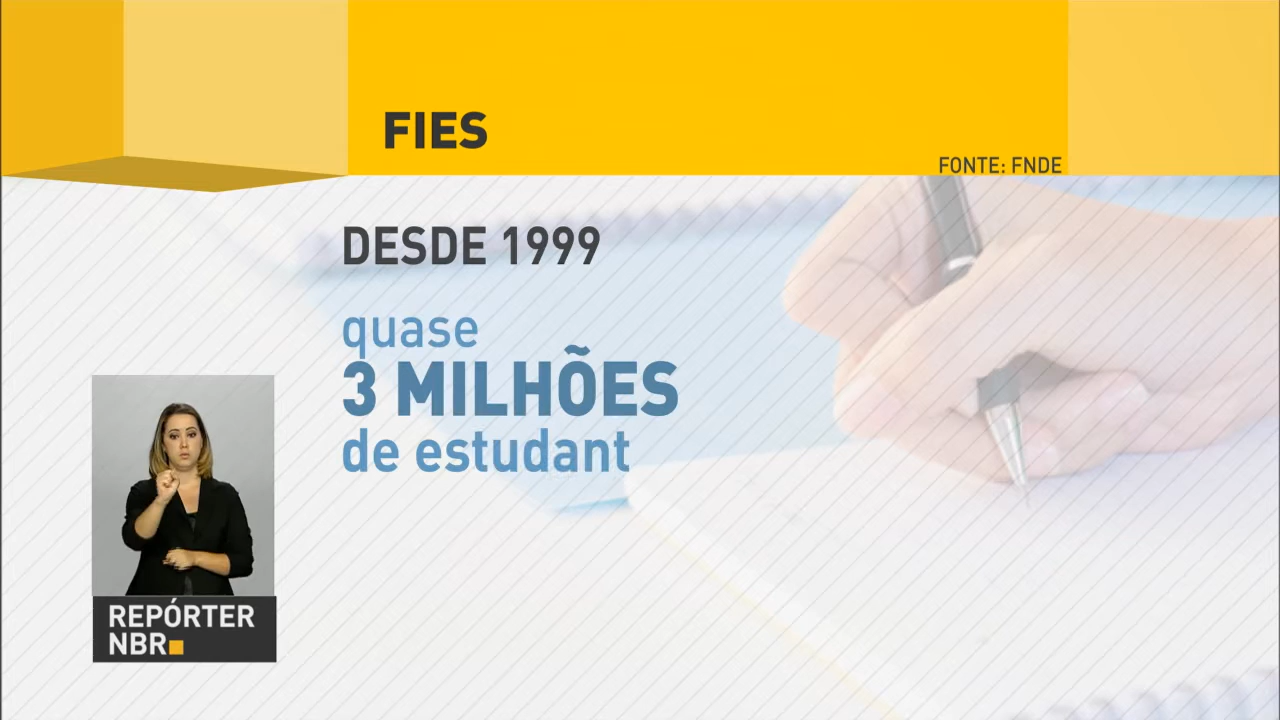 FIES
FONTE: FNDE
DESDE 1999
quase
3 MILHÕES
de estudant
REPÓRTER
NBR